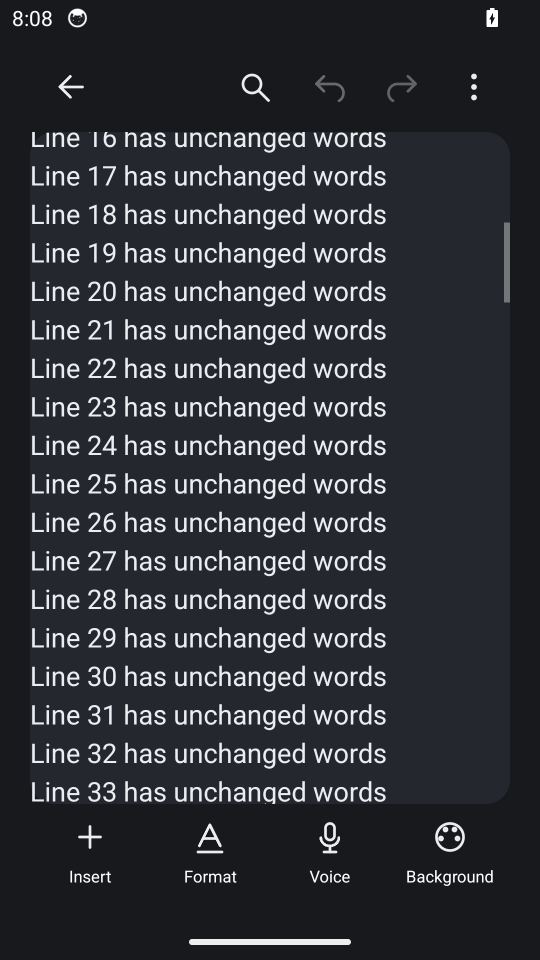 8:08
Line 16 has unchanged words
Line 17 has unchanged words
Line 18 has unchanged words
Line 19 has unchanged words
Line 20 has unchanged words
Line 21 has unchanged words
Line 22 has unchanged words
Line 23 has unchanged words
Line 24 has unchanged words
Line 25 has unchanged words
Line 26 has unchanged words
Line 27 has unchanged words
Line 28 has unchanged words
Line 29 has unchanged words
Line 30 has unchanged words
Line 31 has unchanged words
Line 32 has unchanged words
Line 33 has unchanged words
Insert Format Voice Background